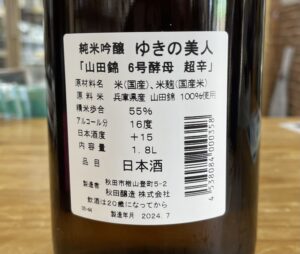 純米吟醸 ゆきの美人
「山田錦 6号酵母 超辛」
原材料名 米(国産)、米麹(国産米)
原料米 兵庫県産 山田錦 100%使用
精米歩合 55%
アルコール分 16度
日本酒度 +15
内容量 1.8L
品目 日本酒
製造者 秋田市楢山登町5-2
秋田醸造 株式会社
飲酒は20歳になってから
製造年月 2024.7
4538084000358